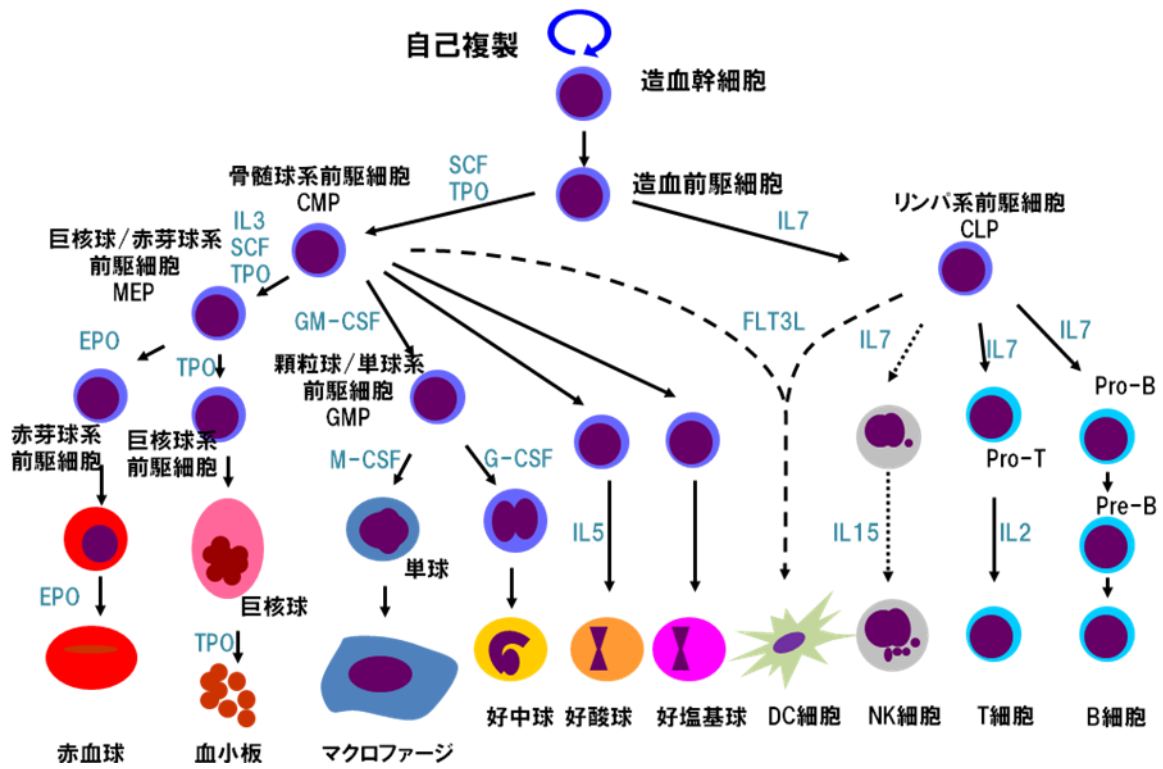 自己複製
造血幹細胞
SCF
TPO
造血前駆細胞
骨髄球系前駆細胞
CMP
IL7
リンパ系前駆細胞
CLP
IL3
SCF
TPO
巨核球/赤芽球系
前駆細胞
MEP
GM-CSF
FLT3L
IL7
IL7
IL7
EPO
TPO
顆粒球/単球系
前駆細胞
GMP
Pro-B
赤芽球系
前駆細胞
巨核球系
前駆細胞
M-CSF
G-CSF
Pro-T
Pre-B
IL5
IL15
IL2
単球
EPO
巨核球
TPO
赤血球
血小板
マクロファージ
好中球
好酸球
好塩基球
DC細胞
NK細胞
T細胞
B細胞